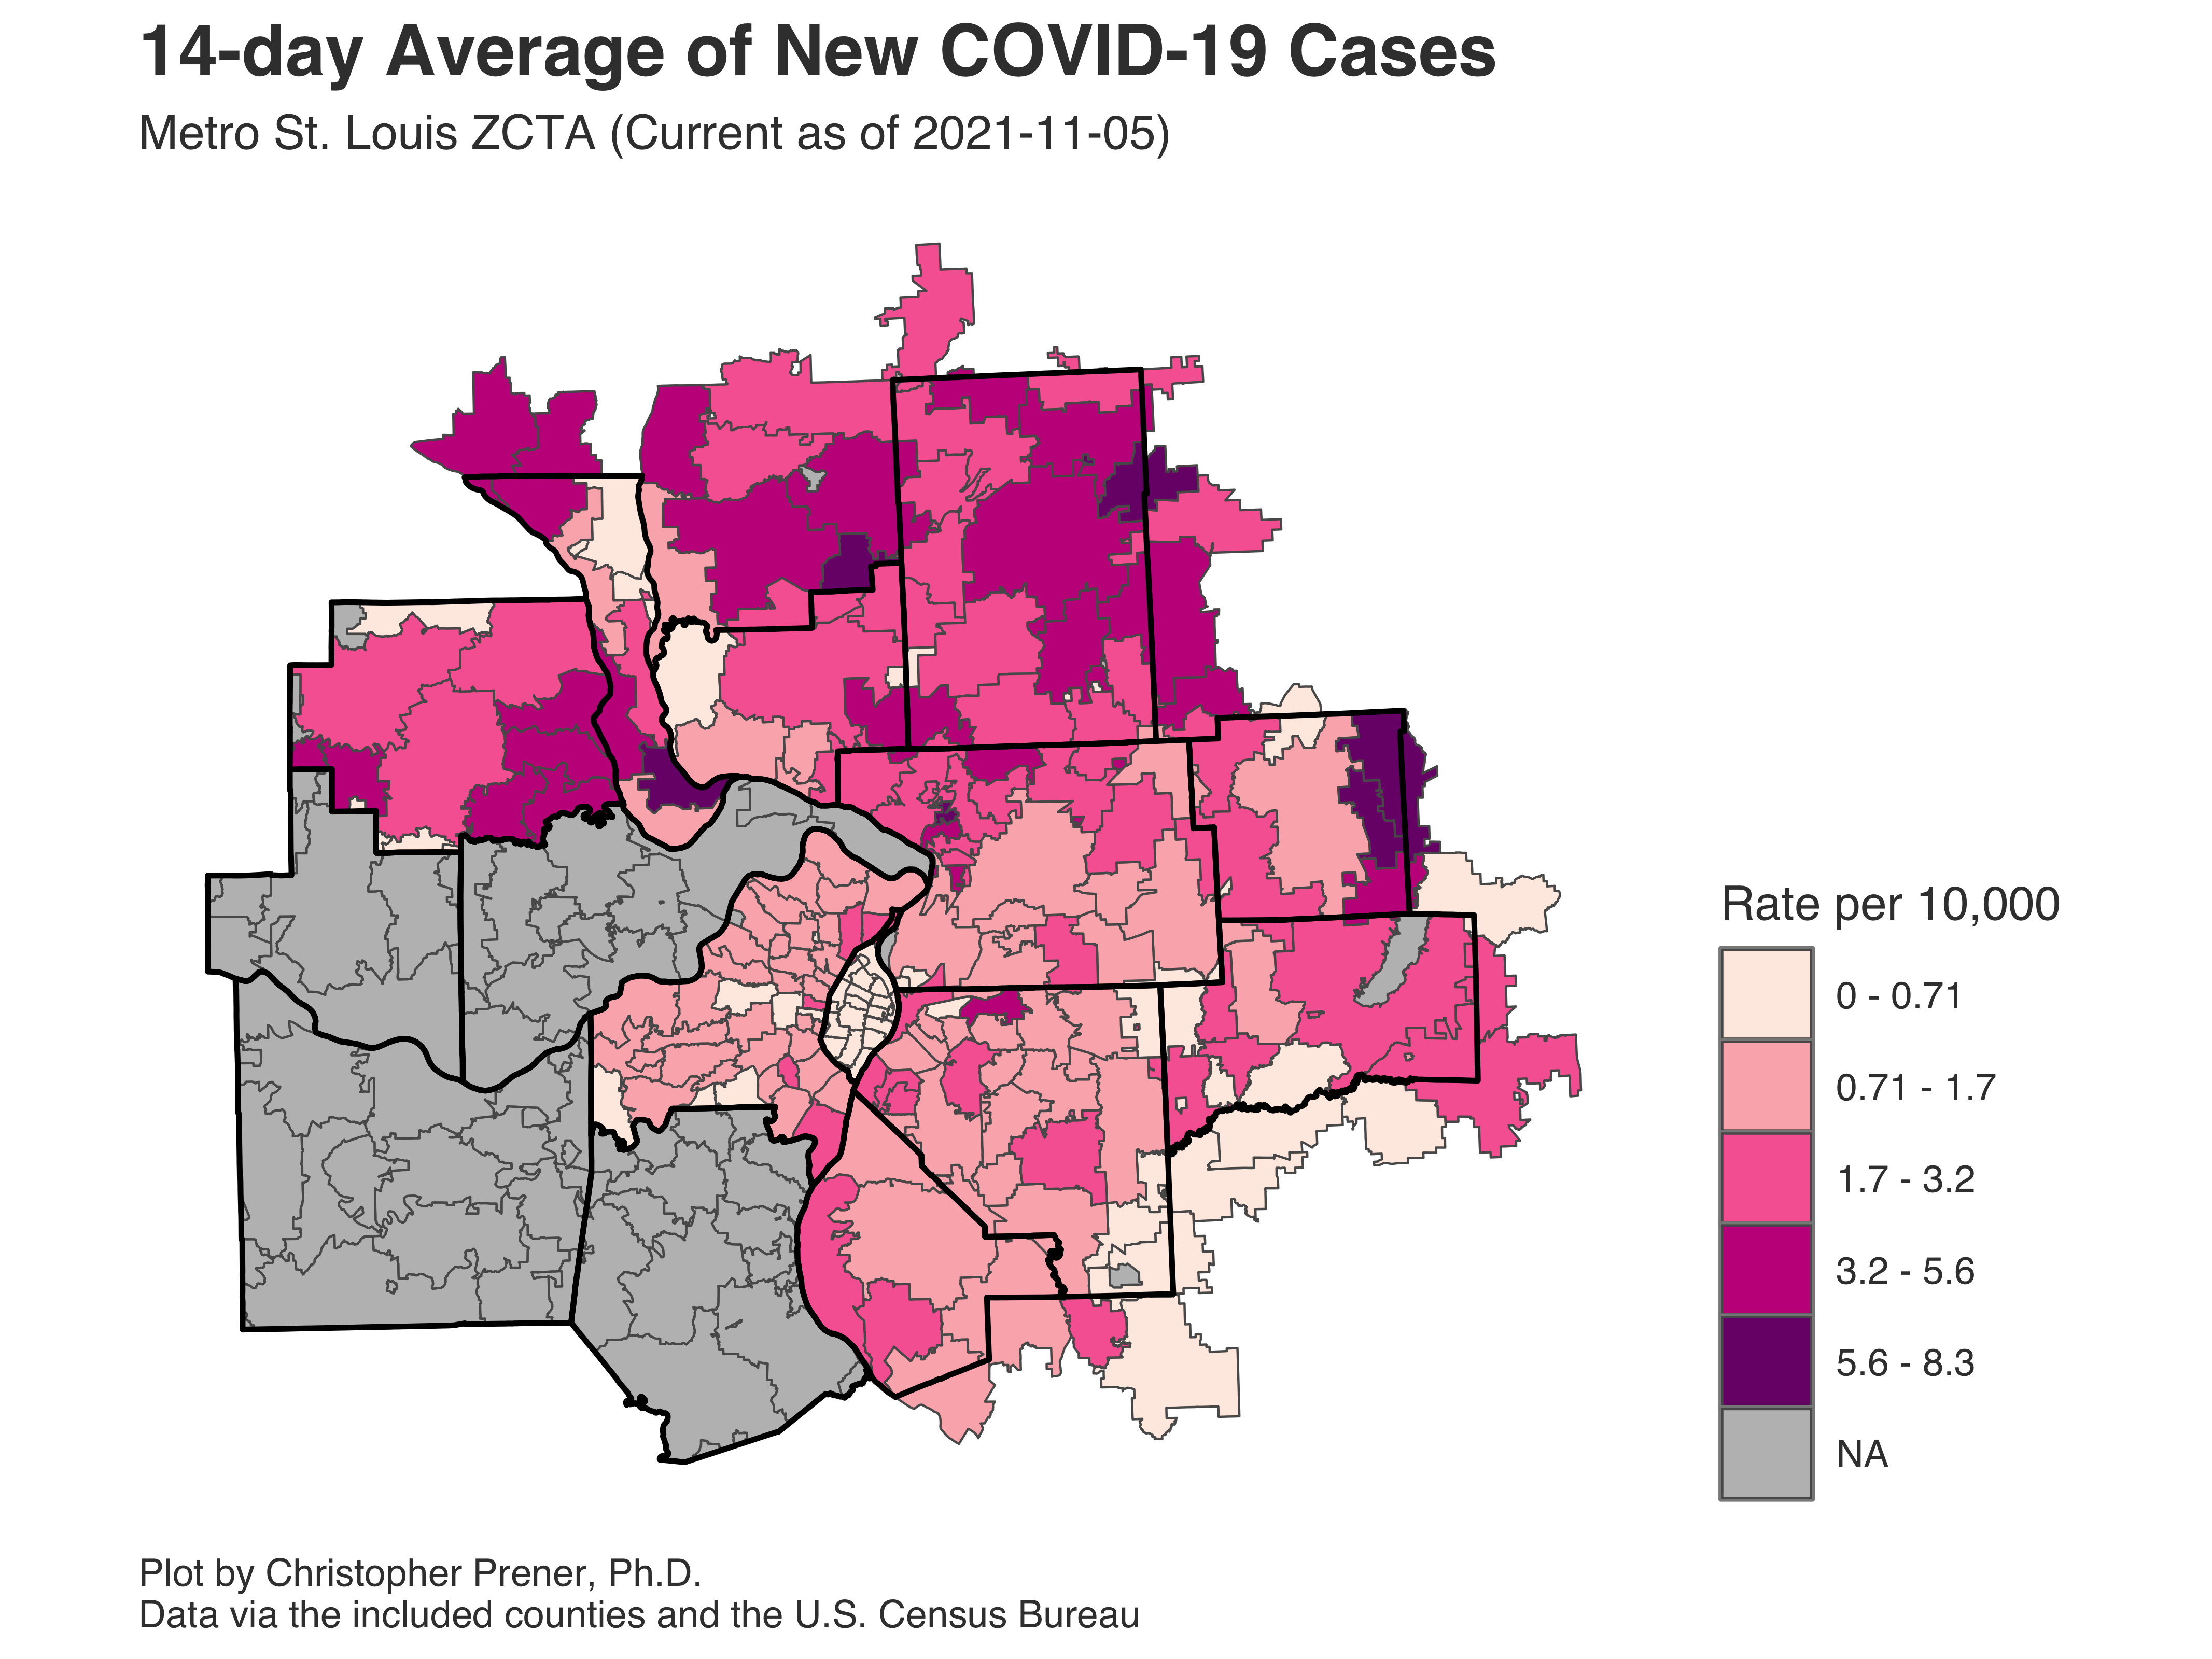 14-day Average of New COVID-19 Cases
Metro St. Louis ZCTA (Current as of 2021-11-05)
Rate per 10,000
0 - 0.71
0.71 - 1.7
1.7 - 3.2
3.2 - 5.6
5.6 - 8.3
NA
Plot by Christopher Prener, Ph.D.
Data via the included counties and the U.S. Census Bureau